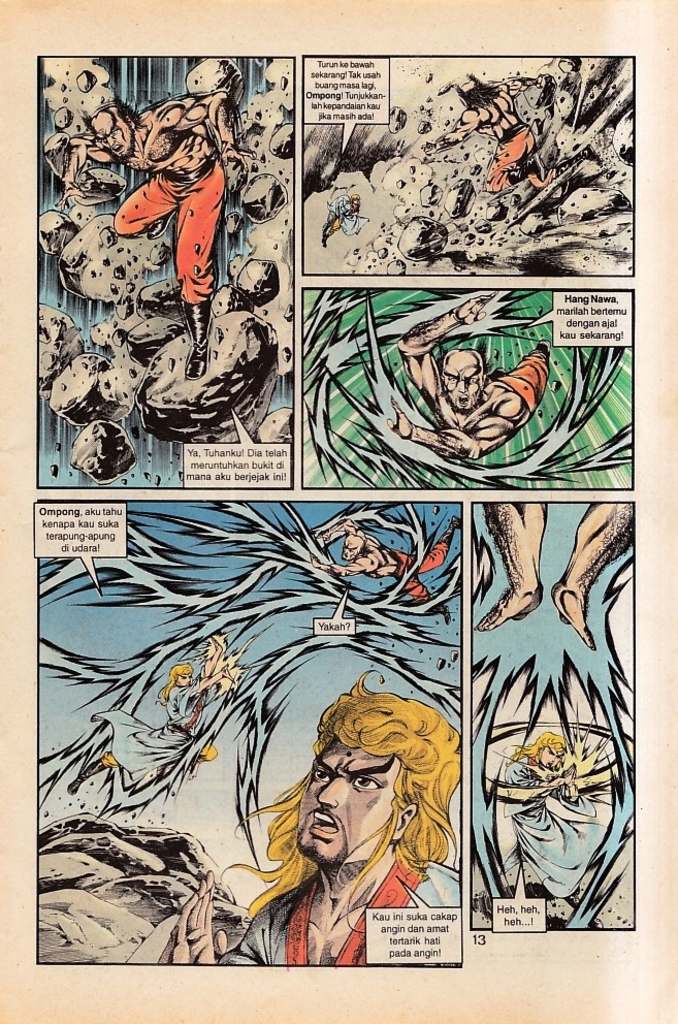 Ya, Tuhanku! Dia telah
meruntuhkan bukit di
mana aku berjejak ini!
Turun ke bawah
sekarang! Tak usah
buang masa lagi,
Ompong! Tunjukkan-
lah kepandaian kau
jika masih ada!
Hang Nawa,
marilah bertemu
dengan ajal
kau sekarang!
Ompong, aku tahu
kenapa kau suka
terapung-apung
di udara!
Yakah?
Kau ini suka cakap
angin dan amat
tertarik hati
pada angin!
Heh, heh,
heh...!
13